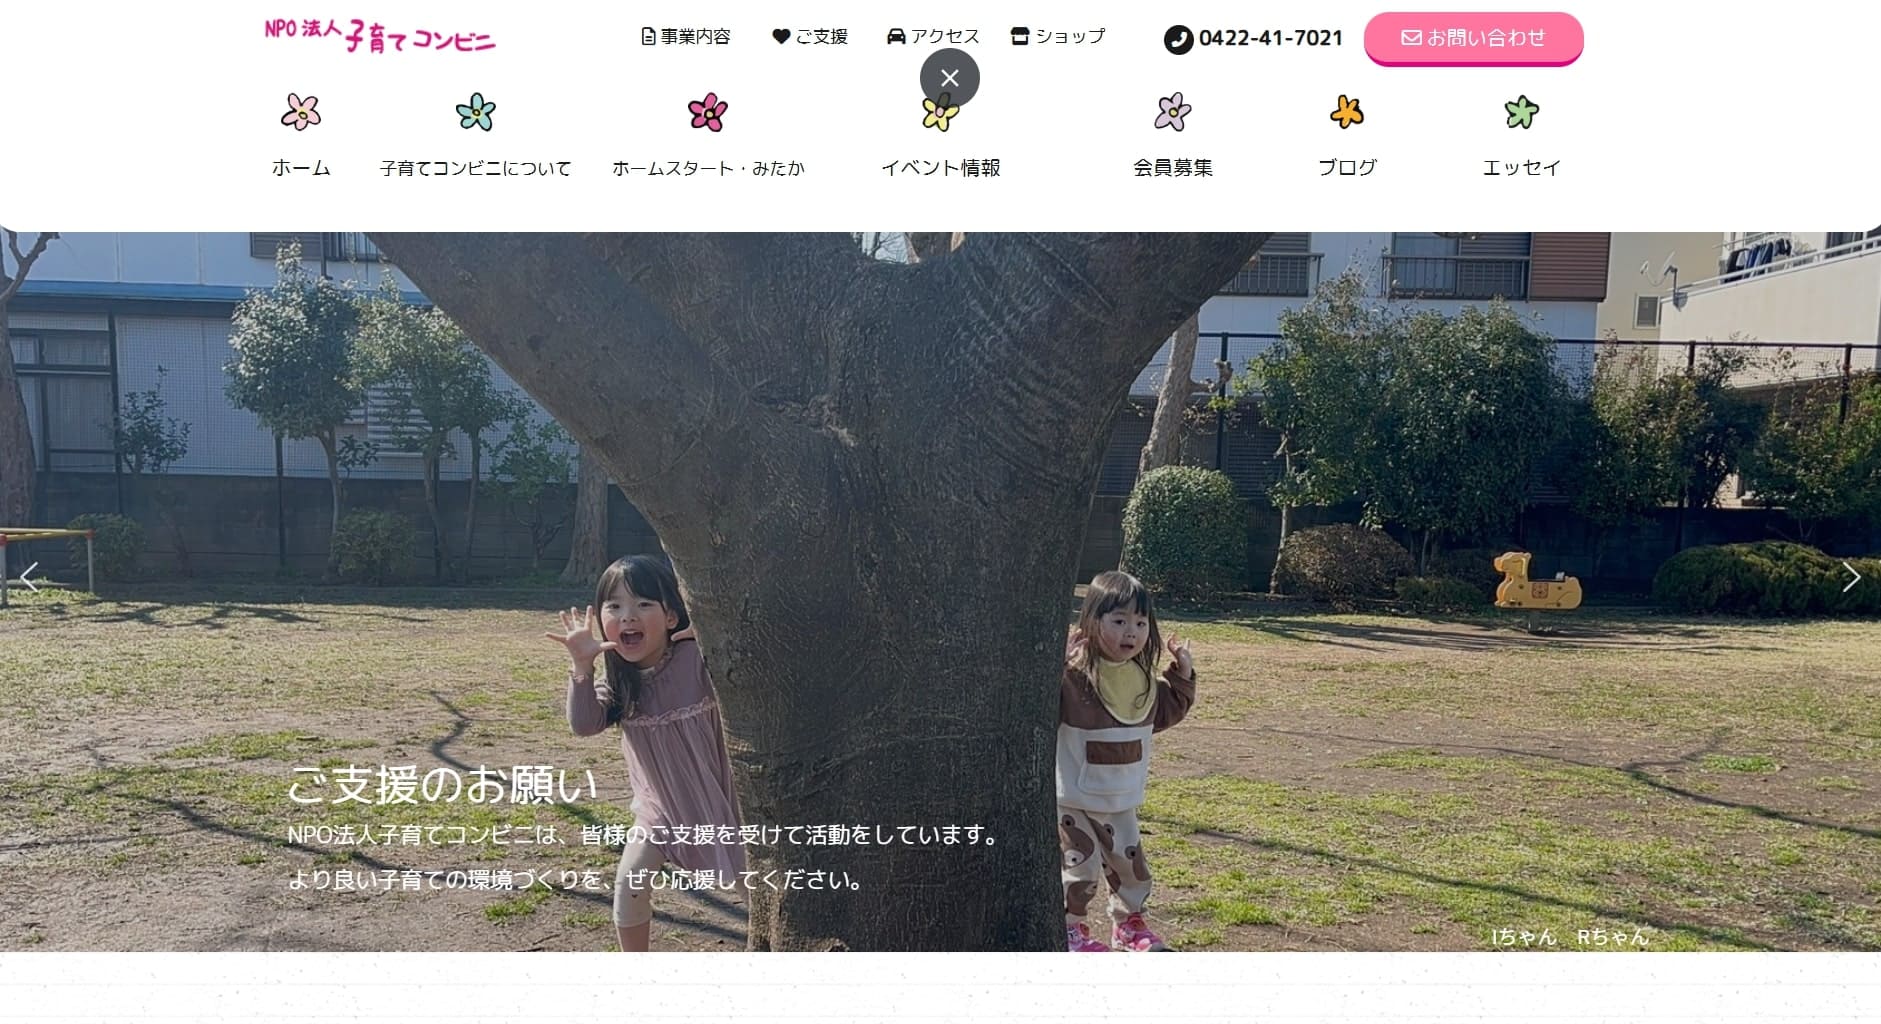 NPO 法人子育てコンビニ
事業内容
ご支援
アクセス
ショップ
0422-41-7021
お問い合わせ
ホーム
子育てコンビニについて
ホームスタート・みたか
イベント情報
会員募集
ブログ
エッセイ
ご支援のお願い
NPO法人子育てコンビニは、皆様のご支援を受けて活動をしています。
より良い子育ての環境づくりを、ぜひ応援してください。
Iちゃん　Rちゃん